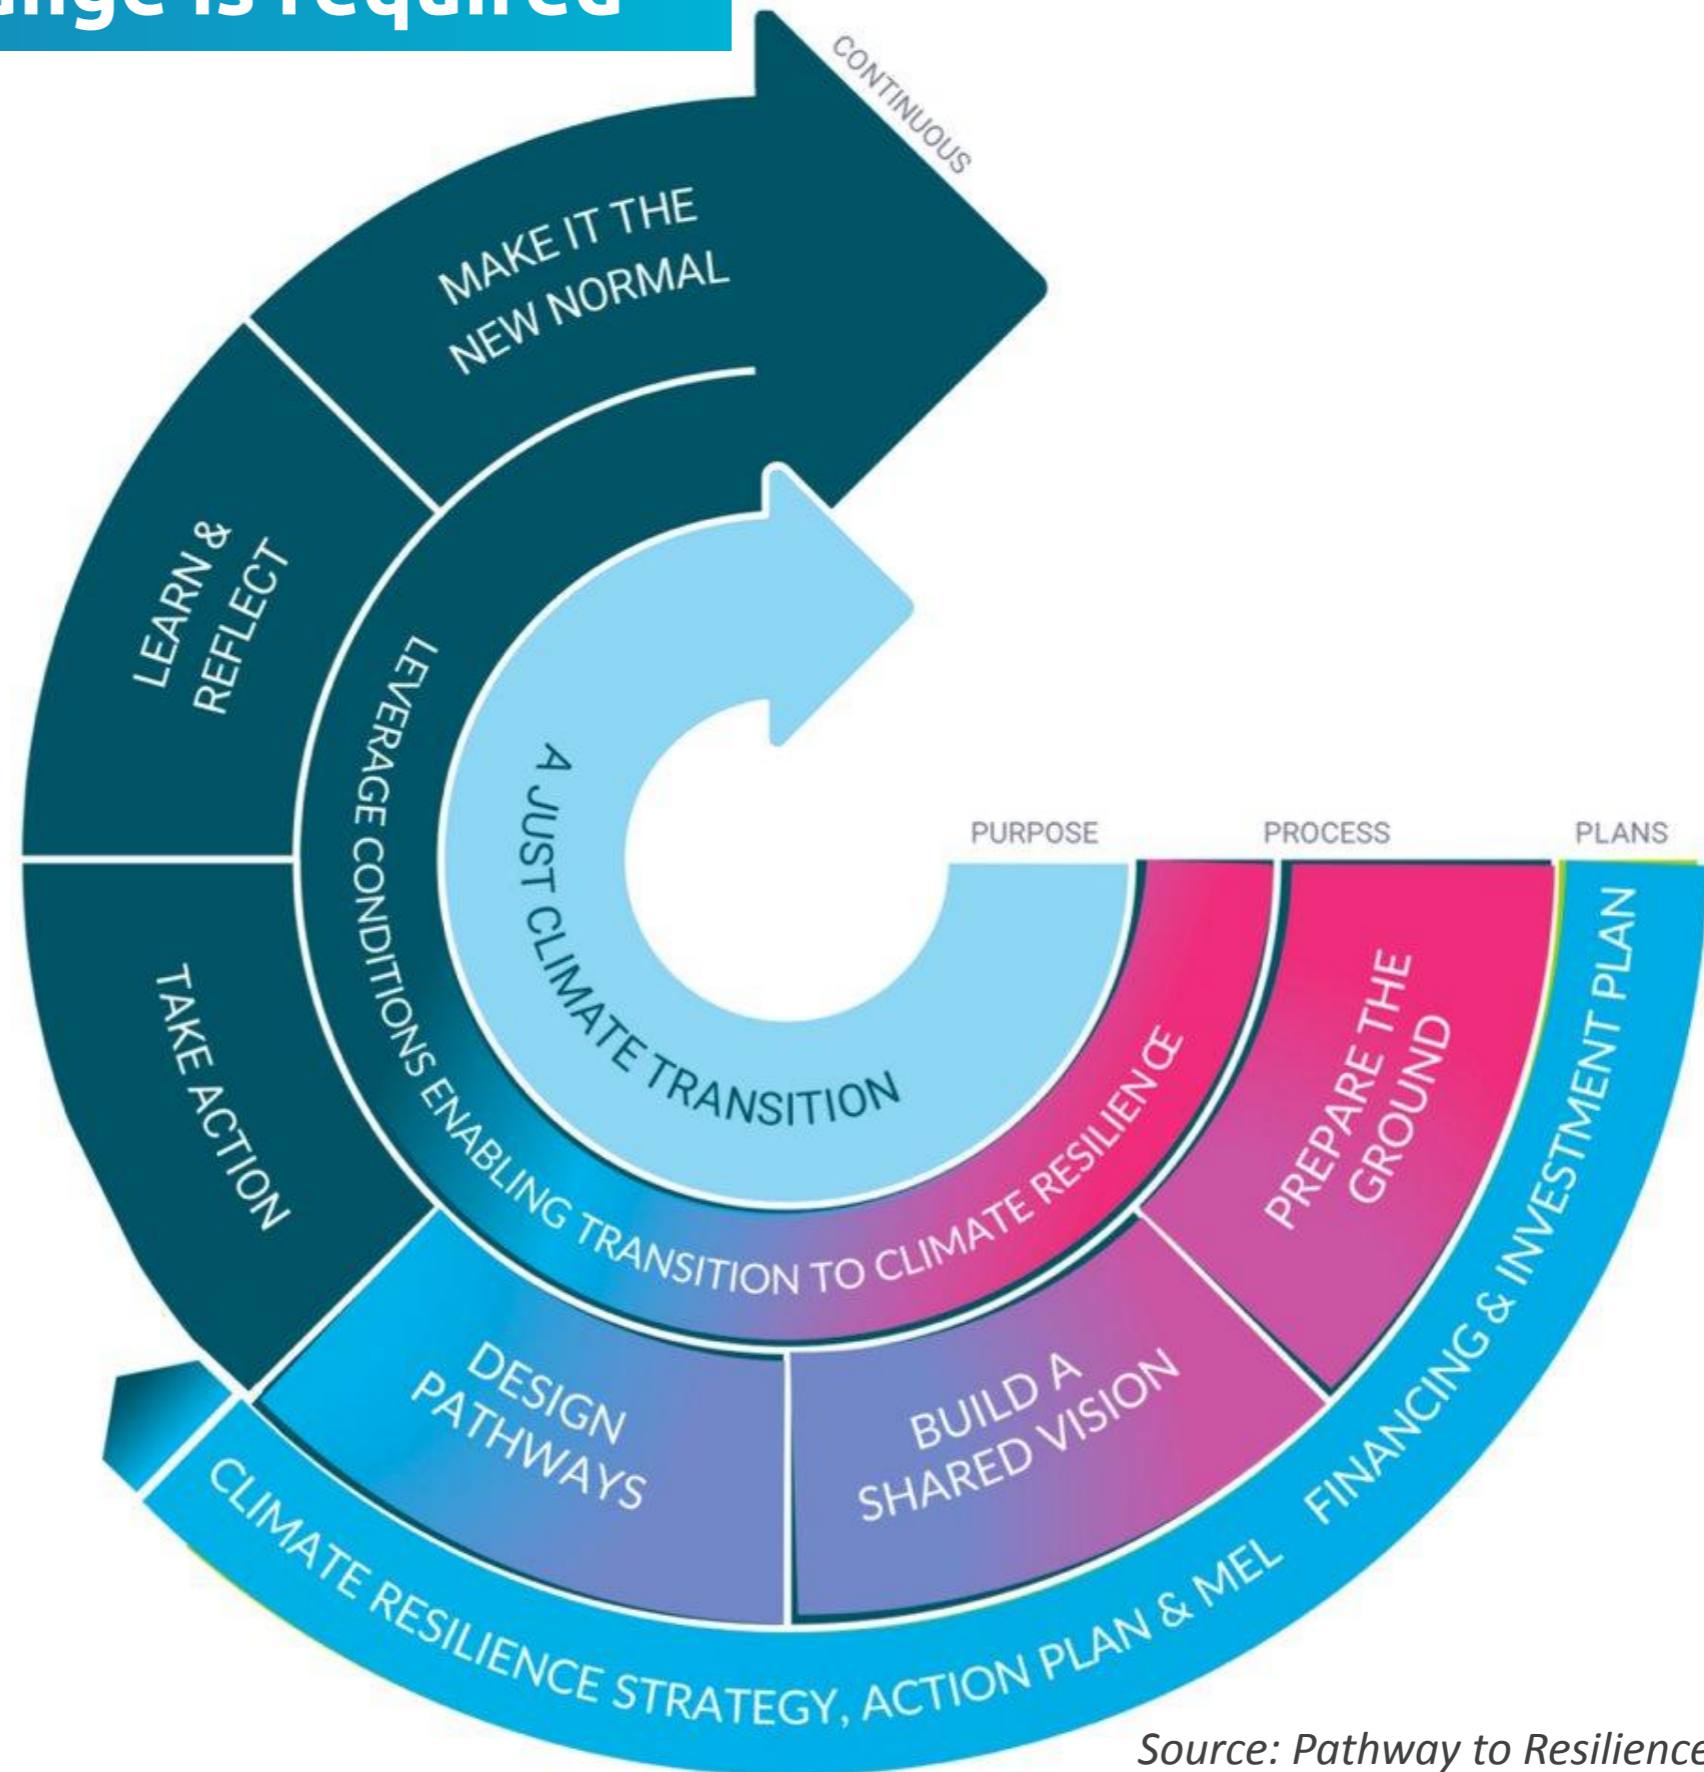 is required
CONTINUOUS
MAKE IT THE
NEW NORMAL
LEARN &
REFLECT
TAKE ACTION
LEVERAGE CONDITIONS ENABLING TRANSITION TO CLIMATE RESILIENCE
A JUST CLIMATE TRANSITION
PURPOSE
PROCESS
PLANS
PREPARE THE
GROUND
BUILD A
SHARED VISION
DESIGN
PATHWAYS
CLIMATE RESILIENCE STRATEGY, ACTION PLAN & MEL
FINANCING & INVESTMENT PLAN
Source: Pathway to Resilience